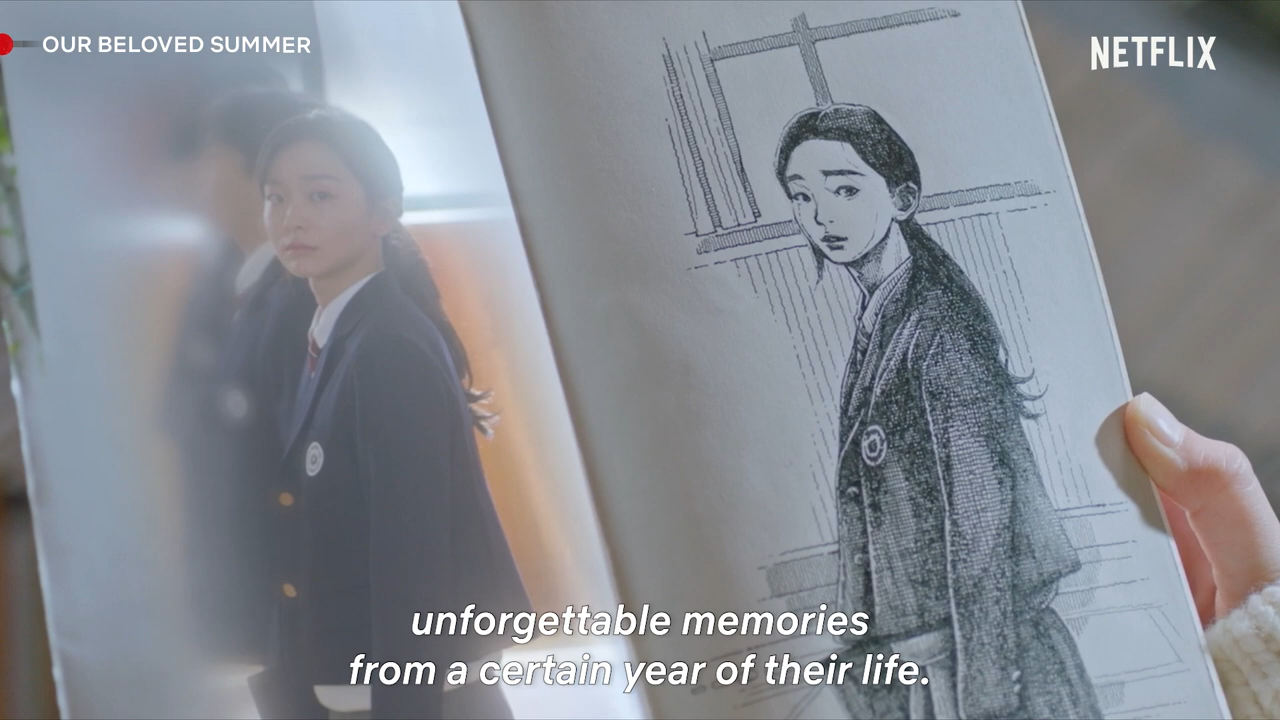 OUR BELOVED SUMMER
NETFLIX
unforgettable memories
from a certain year of their life.